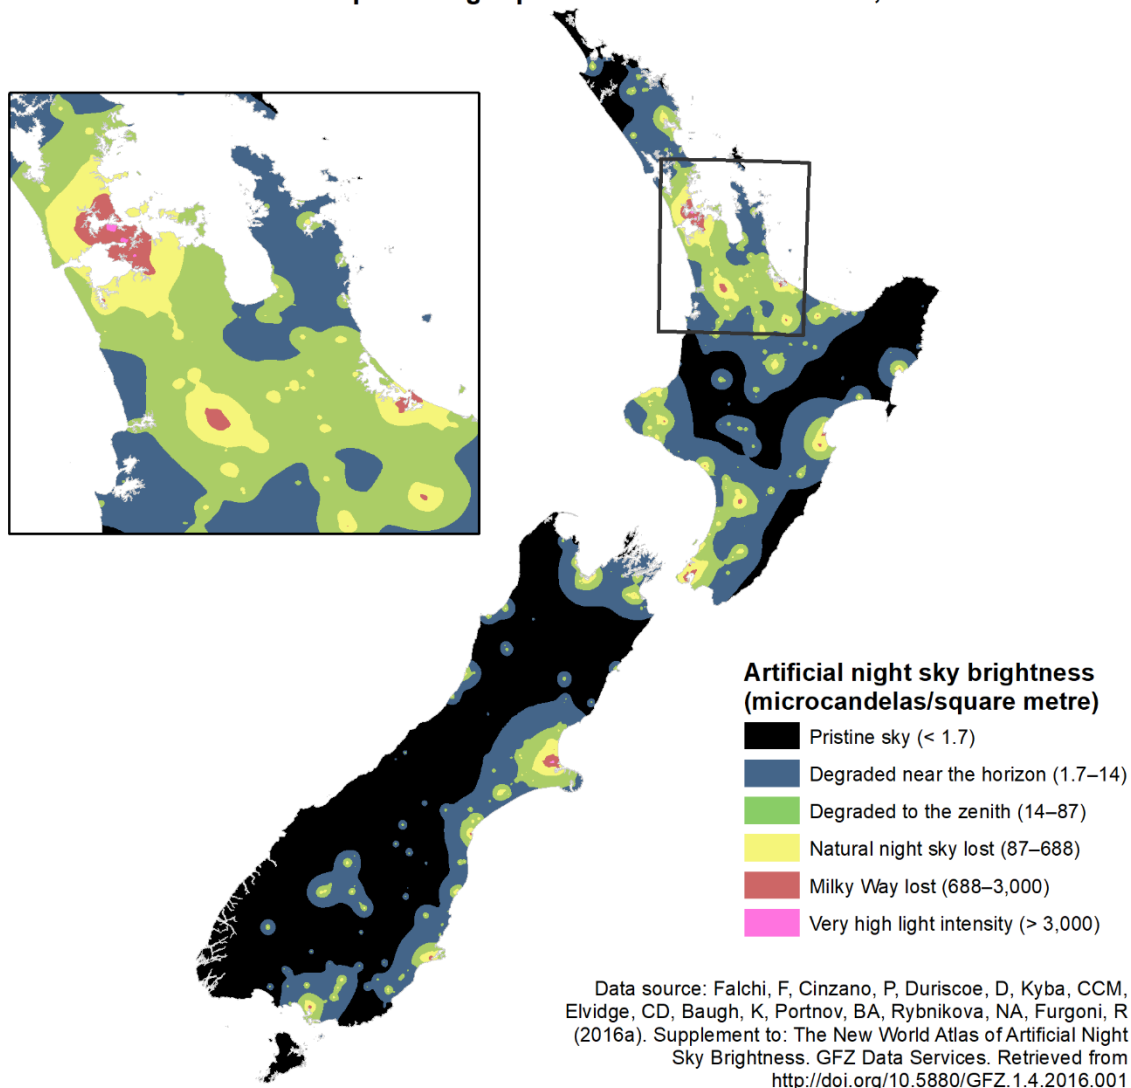 Artificial night sky brightness
(microcandelas/square metre)
Pristine sky (< 1.7)
Degraded near the horizon (1.7–14)
Degraded to the zenith (14–87)
Natural night sky lost (87–688)
Milky Way lost (688–3,000)
Very high light intensity (> 3,000)
Data source: Falchi, F, Cinzano, P, Duriscoe, D, Kyba, CCM,
Elvidge, CD, Baugh, K, Portnov, BA, Rybnikova, NA, Furgoni, R
(2016a). Supplement to: The New World Atlas of Artificial Night
Sky Brightness. GFZ Data Services. Retrieved from
http://doi.org/10.5880/GFZ.1.4.2016.001